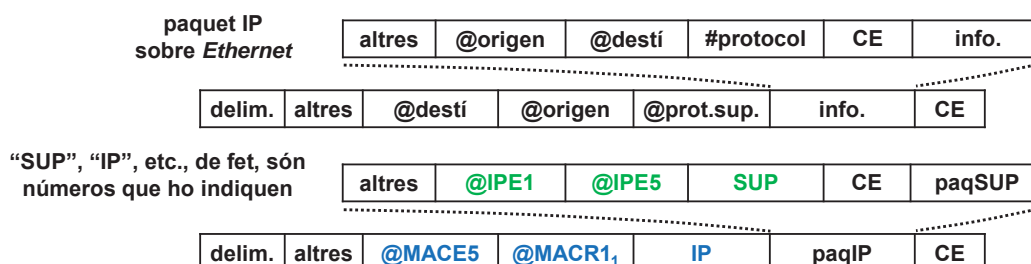 paquet IP
sobre Ethernet
altres @origen @destí #protocol CE info.
delim. altres @destí @origen @prot.sup. info. CE
“SUP”, “IP”, etc., de fet, són
números que ho indiquen
altres @IPE1 @IPE5 SUP CE paqSUP
delim. altres @MACE5 @MACR1₁ IP paqIP CE